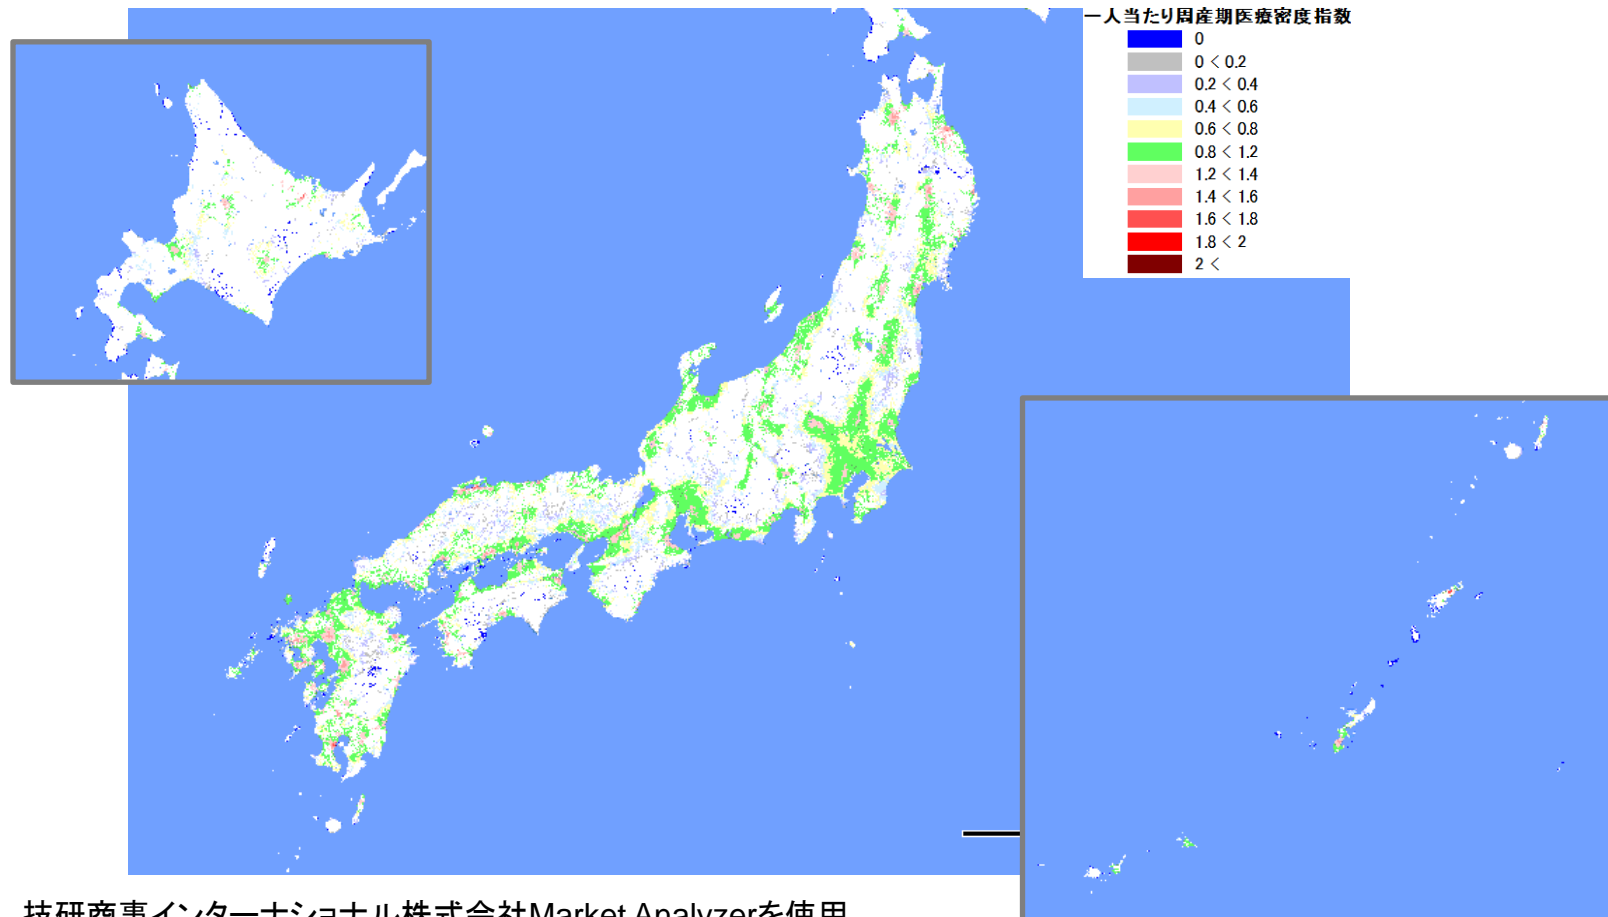 一人当たり周産期医療密度指数
0
0 < 0.2
0.2 < 0.4
0.4 < 0.6
0.6 < 0.8
0.8 < 1.2
1.2 < 1.4
1.4 < 1.6
1.6 < 1.8
1.8 < 2
2 <
技研商事インターナショナル株式会社Market Analyzerを使用